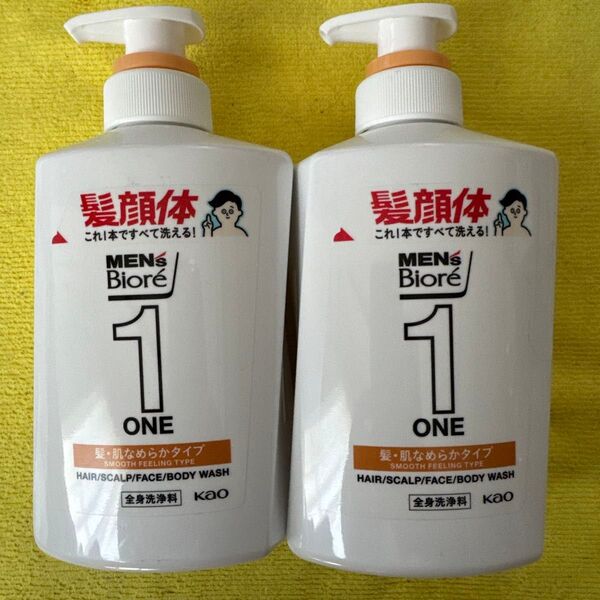 髪顔体
これ1本ですべて洗える!
MEN's
Bioré
1
ONE
髪・肌なめらかタイプ
SMOOTH FEELING TYPE
HAIR/SCALP/FACE/BODY WASH
全身洗浄料 Kao
髪顔体
これ1本ですべて洗える!
MEN's
Bioré
1
ONE
髪・肌なめらかタイプ
SMOOTH FEELING TYPE
HAIR/SCALP/FACE/BODY WASH
全身洗浄料 Kao